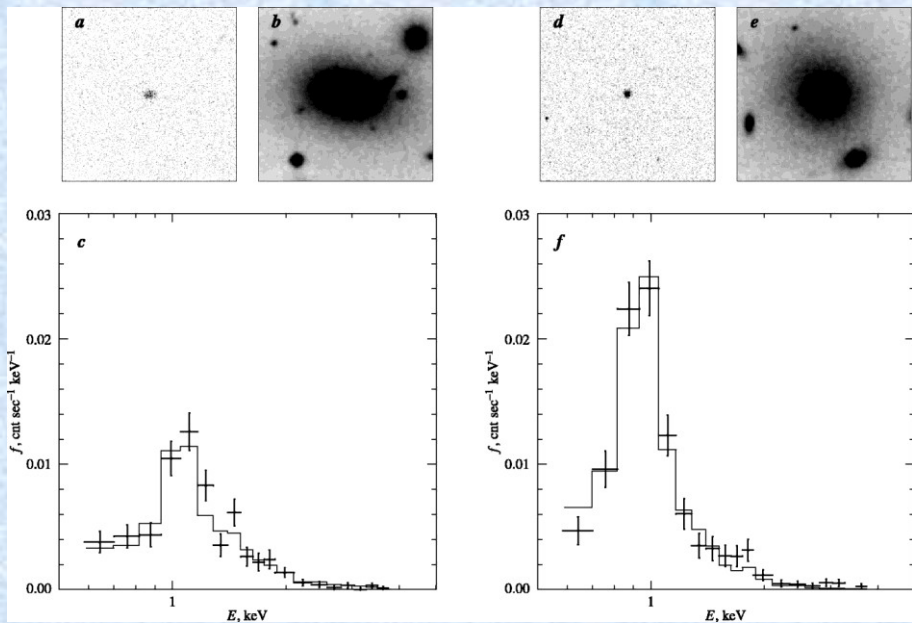 a
b
d
e
0.03
c
0.02
0.01
0.00
f, cnt sec⁻¹ keV⁻¹
1
E, keV
0.03
f
0.02
0.01
0.00
f, cnt sec⁻¹ keV⁻¹
1
E, keV